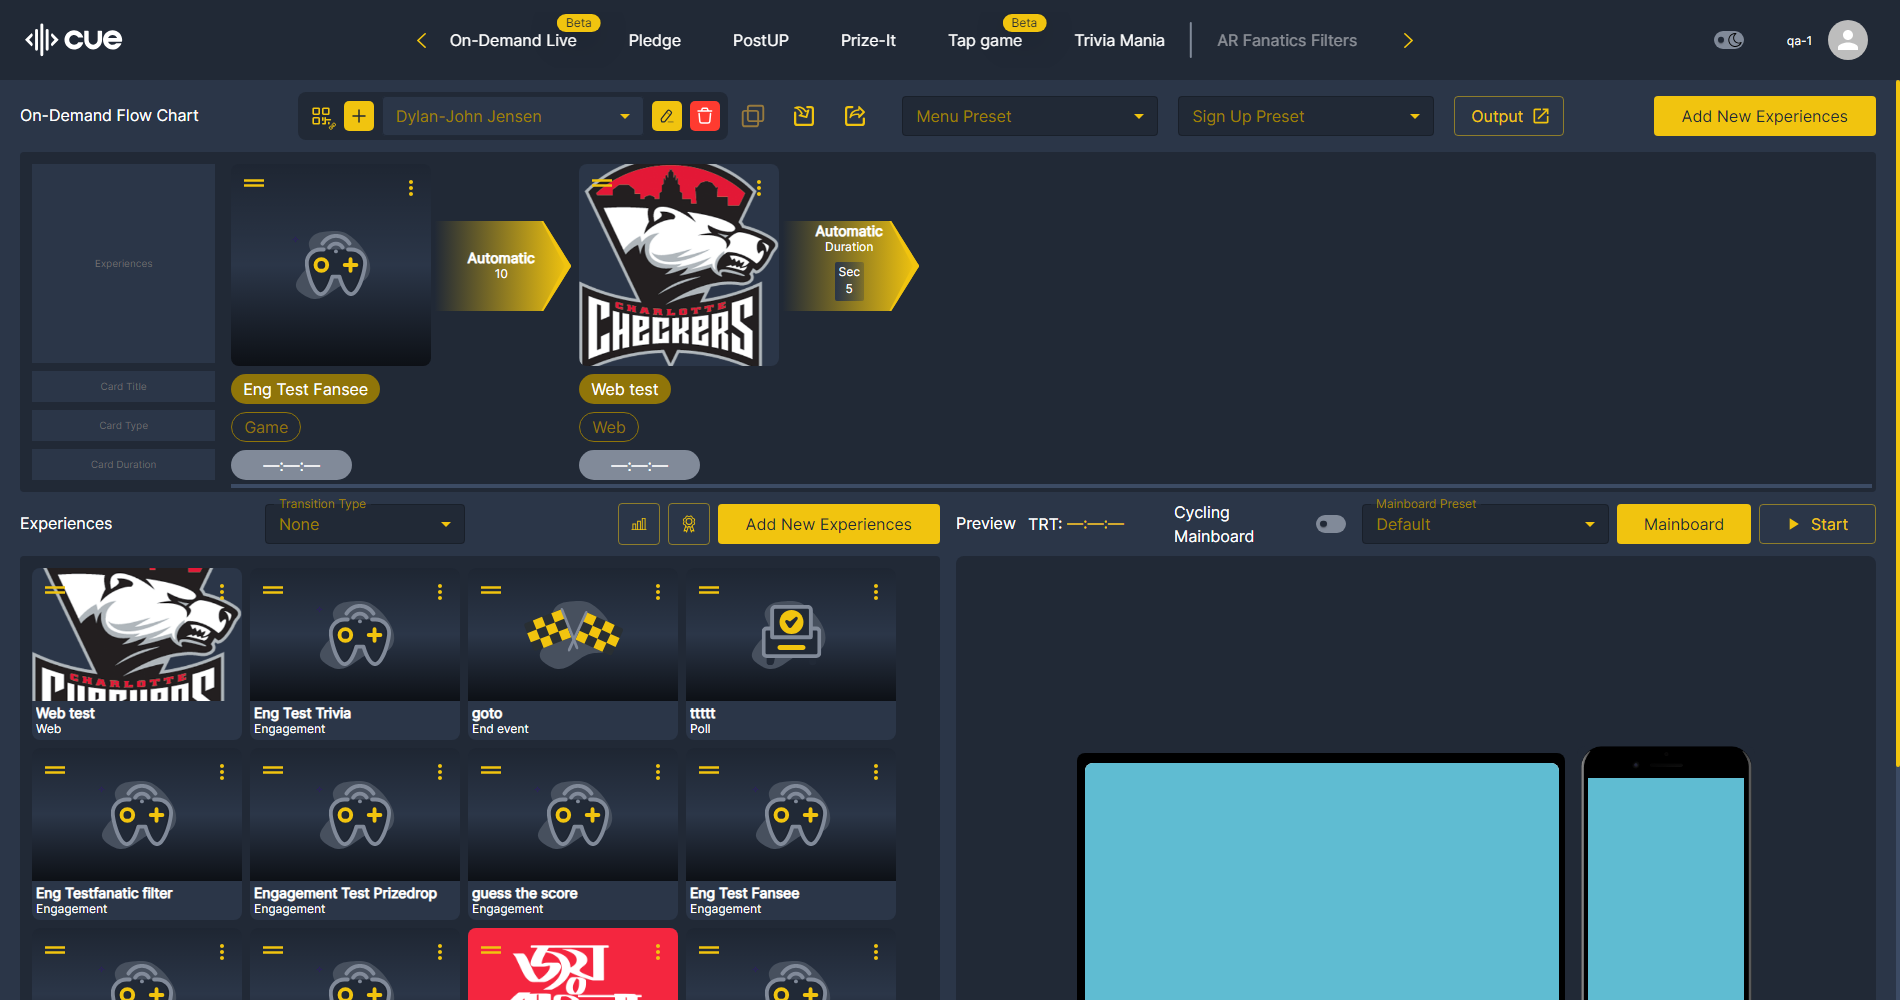 cue
Beta
Beta
On-Demand Live
Pledge
PostUP
Prize-It
Tap game
Trivia Mania
AR Fanatics Filters
qa-1
On-Demand Flow Chart
Dylan-John Jensen
Menu Preset
Sign Up Preset
Output
Add New Experiences
Experiences
Automatic
10
CHARLOTTE
CHECKERS
Automatic
Duration
Sec
5
Card Title
Eng Test Fansee
Web test
Card Type
Game
Web
Card Duration
—:—:—
—:—:—
Experiences
Transition Type
None
Add New Experiences
Preview
TRT: —:—:—
Cycling
Mainboard
Mainboard Preset
Default
Mainboard
Start
CHARLOTTE
Web test
Web
Eng Test Trivia
Engagement
goto
End event
ttttt
Poll
Eng Testfanatic filter
Engagement
Engagement Test Prizedrop
Engagement
guess the score
Engagement
Eng Test Fansee
Engagement
জয়